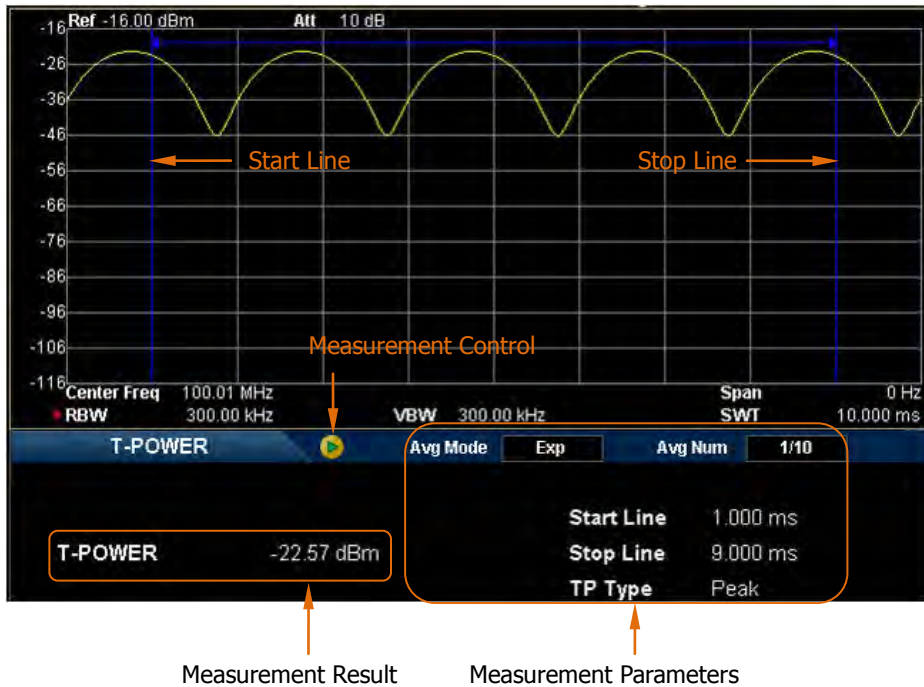 Ref -16.00 dBm Att 10 dB
-16
-26
-36
-46
Start Line Stop Line
-56
-66
-76
-86
-96
-106
Measurement Control
-116
Center Freq 100.01 MHz Span 0 Hz
RBW 300.00 kHz VBW 300.00 kHz SWT 10.000 ms
T-POWER Avg Mode Exp Avg Num 1/10
Start Line 1.000 ms
T-POWER -22.57 dBm Stop Line 9.000 ms
TP Type Peak
Measurement Result Measurement Parameters